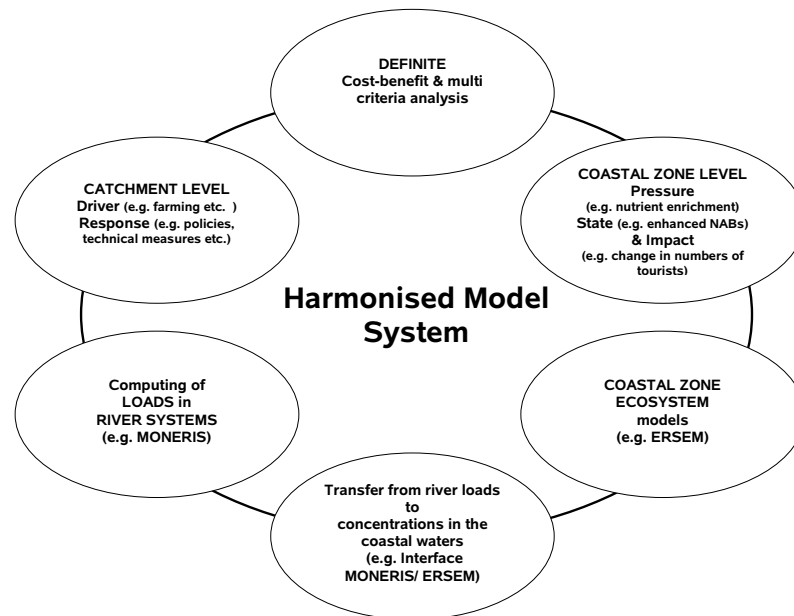 DEFINITE
Cost-benefit & multi
criteria analysis
CATCHMENT LEVEL
Driver (e.g. farming etc. )
Response (e.g. policies,
technical measures etc.)
COASTAL ZONE LEVEL
Pressure
(e.g. nutrient enrichment)
State (e.g. enhanced NABs)
& Impact
(e.g. change in numbers of
tourists)
Harmonised Model
System
Computing of
LOADS in
RIVER SYSTEMS
(e.g. MONERIS)
COASTAL ZONE
ECOSYSTEM
models
(e.g. ERSEM)
Transfer from river loads
to
concentrations in the
coastal waters
(e.g. Interface
MONERIS/ ERSEM)